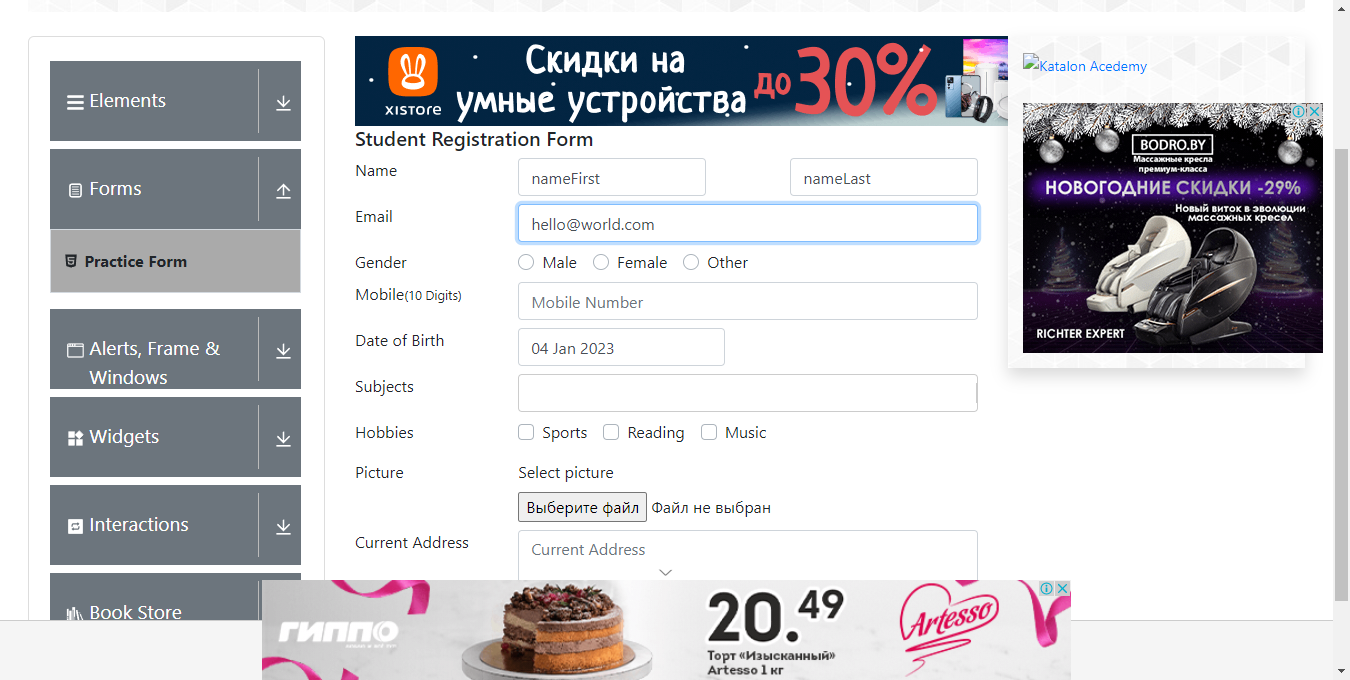 Elements
Forms
Practice Form
Alerts, Frame &
Windows
Widgets
Interactions
Book Store
Скидки на
умные устройства
до 30%
XISTORE
Student Registration Form
Name
nameFirst
nameLast
Email
hello@world.com
Gender
Male
Female
Other
Mobile(10 Digits)
Mobile Number
Date of Birth
04 Jan 2023
Subjects
Hobbies
Sports
Reading
Music
Picture
Select picture
Выберите файл
Файл не выбран
Current Address
Current Address
Katalon Acedemy
BODRO.BY
Массажные кресла
премиум-класса
НОВОГОДНИЕ СКИДКИ -29%
Новый виток в эволюции
массажных кресел
RICHTER EXPERT
ГИППО
20.49
Торт «Изысканный»
Artesso 1 кг
Artesso